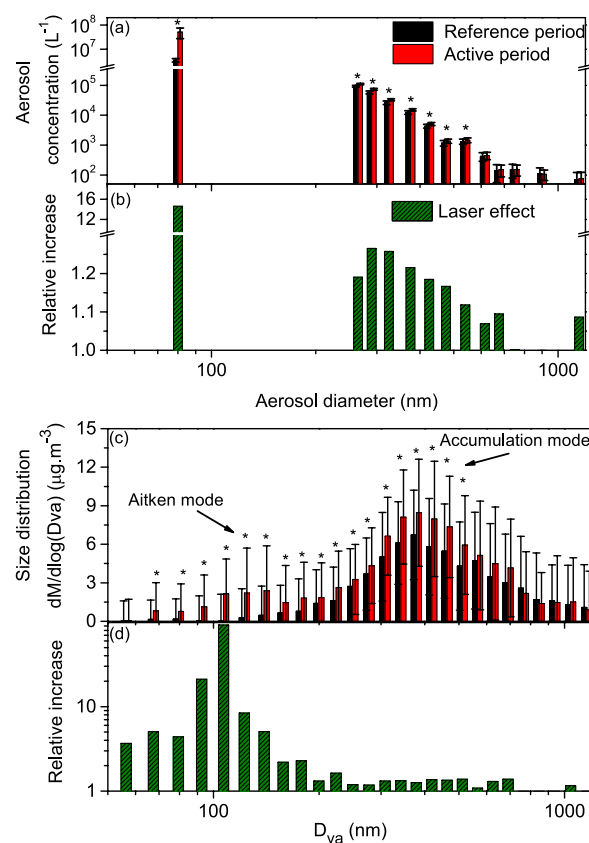 (a)
Reference period
Active period
Aerosol
concentration (L⁻¹)
10⁸
10⁷
10⁵
10⁴
10³
10²
*
* * * * * * *
(b)
Laser effect
Relative increase
16
12
1.2
1.1
1.0
100
1000
Aerosol diameter (nm)
(c)
Accumulation mode
Aitken mode
Size distribution
dM/dlog(Dva) (µg.m⁻³)
15
12
9
6
3
0
* * * * * * * * * * * * * * * * *
(d)
Relative increase
10
1
100
1000
Dva (nm)